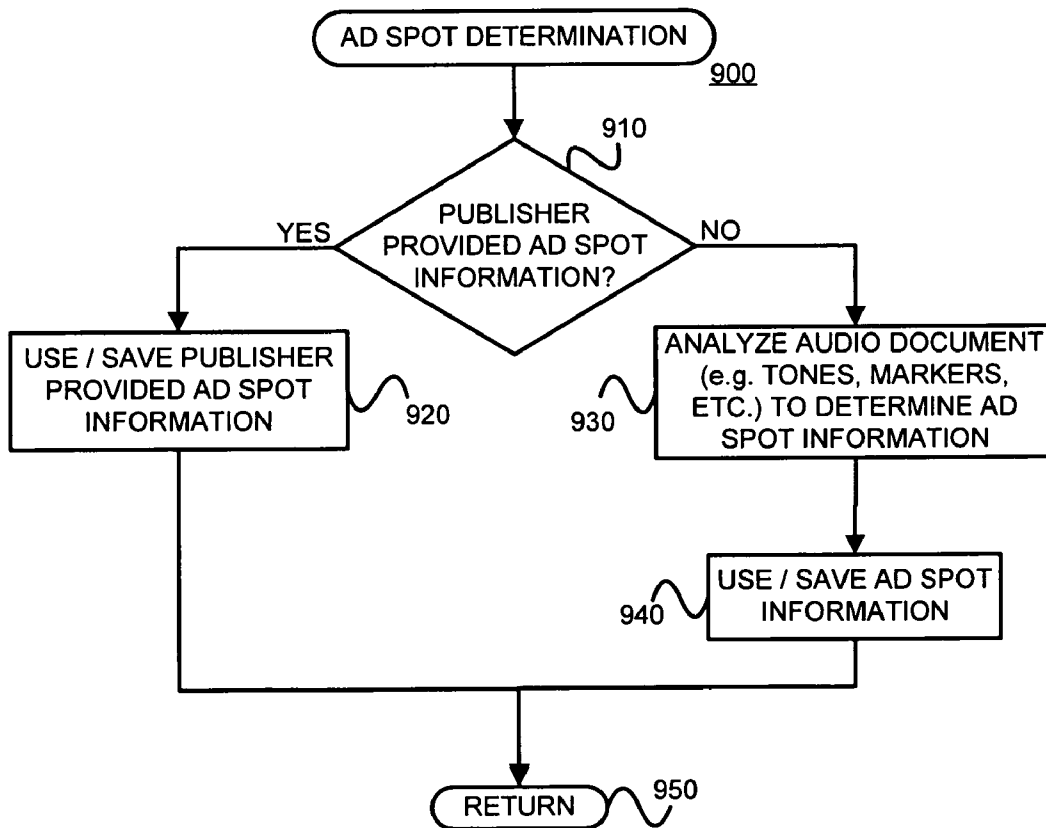 AD SPOT DETERMINATION
900
910
PUBLISHER
PROVIDED AD SPOT
INFORMATION?
YES
NO
USE / SAVE PUBLISHER
PROVIDED AD SPOT
INFORMATION
920
ANALYZE AUDIO DOCUMENT
(e.g. TONES, MARKERS,
ETC.) TO DETERMINE AD
SPOT INFORMATION
930
USE / SAVE AD SPOT
INFORMATION
940
RETURN
950